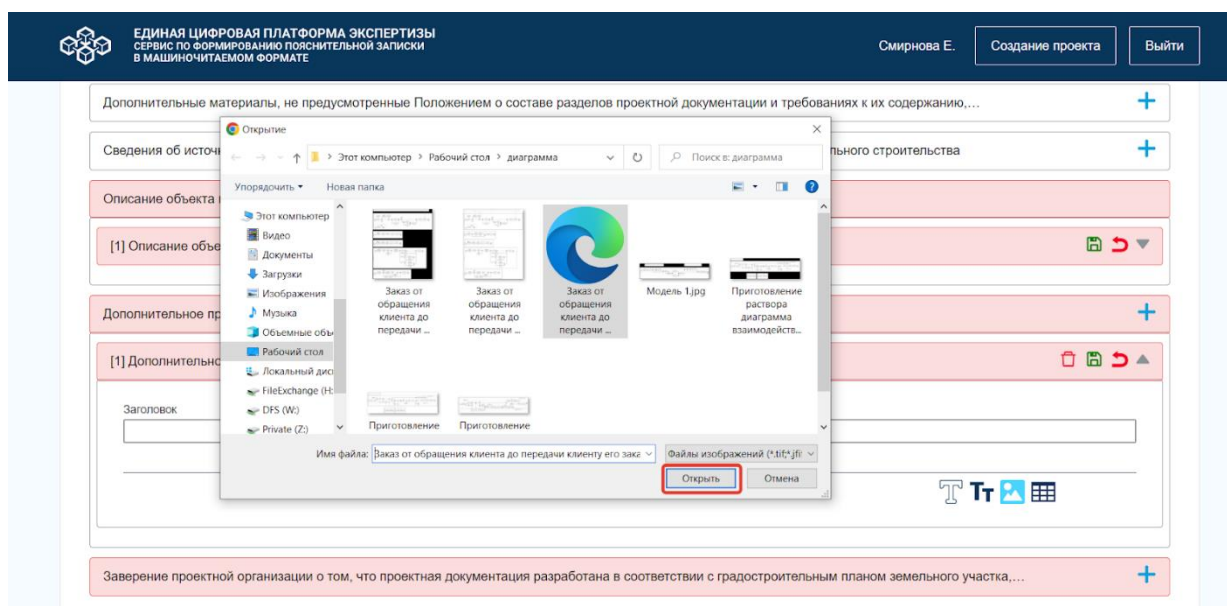 ЕДИНАЯ ЦИФРОВАЯ ПЛАТФОРМА ЭКСПЕРТИЗЫ
СЕРВИС ПО ФОРМИРОВАНИЮ ПОЯСНИТЕЛЬНОЙ ЗАПИСКИ
В МАШИНОЧИТАЕМОМ ФОРМАТЕ
Смирнова Е.
Создание проекта
Выйти
Дополнительные материалы, не предусмотренные Положением о составе разделов проектной документации и требованиях к их содержанию,...
Сведения об источн
льного строительства
Описание объекта
[1] Описание объе
Дополнительное пр
[1] Дополнительно
Заголовок
Открытие
Этот компьютер > Рабочий стол > диаграмма
Поиск в: диаграмма
Упорядочить
Новая папка
Этот компьютер
Видео
Документы
Загрузки
Изображения
Музыка
Объемные объ
Рабочий стол
Локальный дис
FileExchange (H:
DFS (W:)
Private (Z:)
Заказ от
обращения
клиента до
передачи ...
Заказ от
обращения
клиента до
передачи ...
Заказ от
обращения
клиента до
передачи ...
Модель 1.jpg
Приготовление
раствора
диаграмма
взаимодейств...
Приготовление
Приготовление
Имя файла:
Заказ от обращения клиента до передачи клиенту его зака
Файлы изображений (*.tif;*.jfi
Открыть
Отмена
T Тт
Заверение проектной организации о том, что проектная документация разработана в соответствии с градостроительным планом земельного участка,...